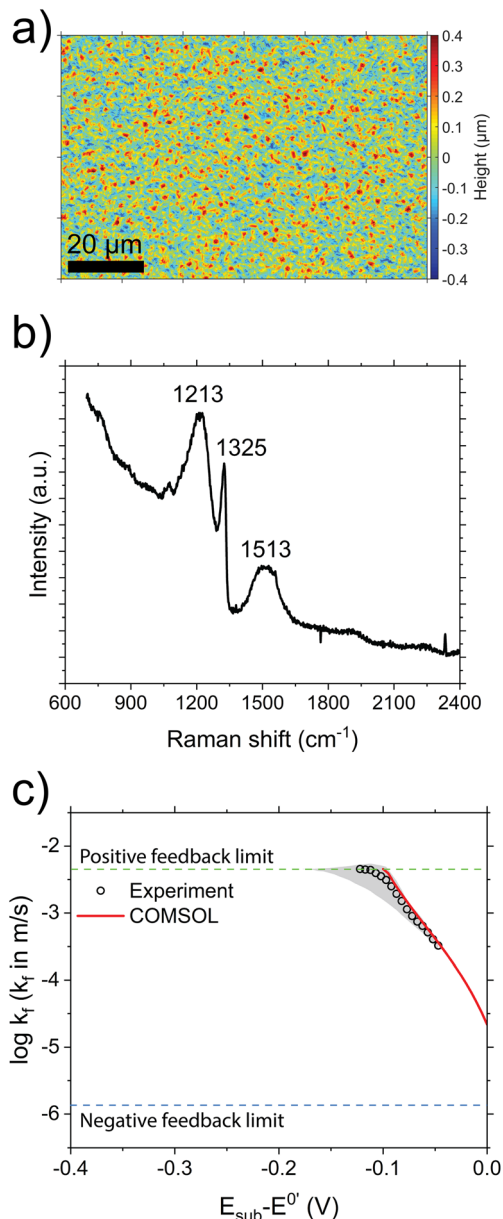 a)
0.4
0.3
0.2
0.1
0
-0.1
-0.2
-0.3
-0.4
Height (µm)
20 µm
b)
1213
1325
1513
Intensity (a.u.)
600 900 1200 1500 1800 2100 2400
Raman shift (cm⁻¹)
c)
-2
-3
-4
-5
-6
log k_f (k_f in m/s)
Positive feedback limit
Experiment
COMSOL
Negative feedback limit
-0.4 -0.3 -0.2 -0.1 0.0
E_sub-E⁰' (V)